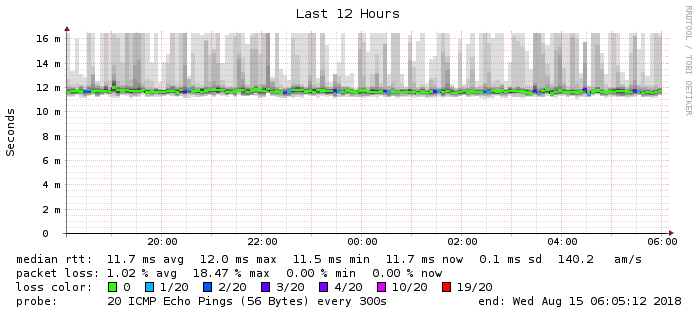 Last 12 Hours
RRDTOOL / TOBI OETIKER
Seconds
16 m
14 m
12 m
10 m
8 m
6 m
4 m
2 m
0
20:00 22:00 00:00 02:00 04:00 06:00
median rtt: 11.7 ms avg 12.0 ms max 11.5 ms min 11.7 ms now 0.1 ms sd 140.2 am/s
packet loss: 1.02 % avg 18.47 % max 0.00 % min 0.00 % now
loss color: 0 1/20 2/20 3/20 4/20 10/20 19/20
probe: 20 ICMP Echo Pings (56 Bytes) every 300s end: Wed Aug 15 06:05:12 2018